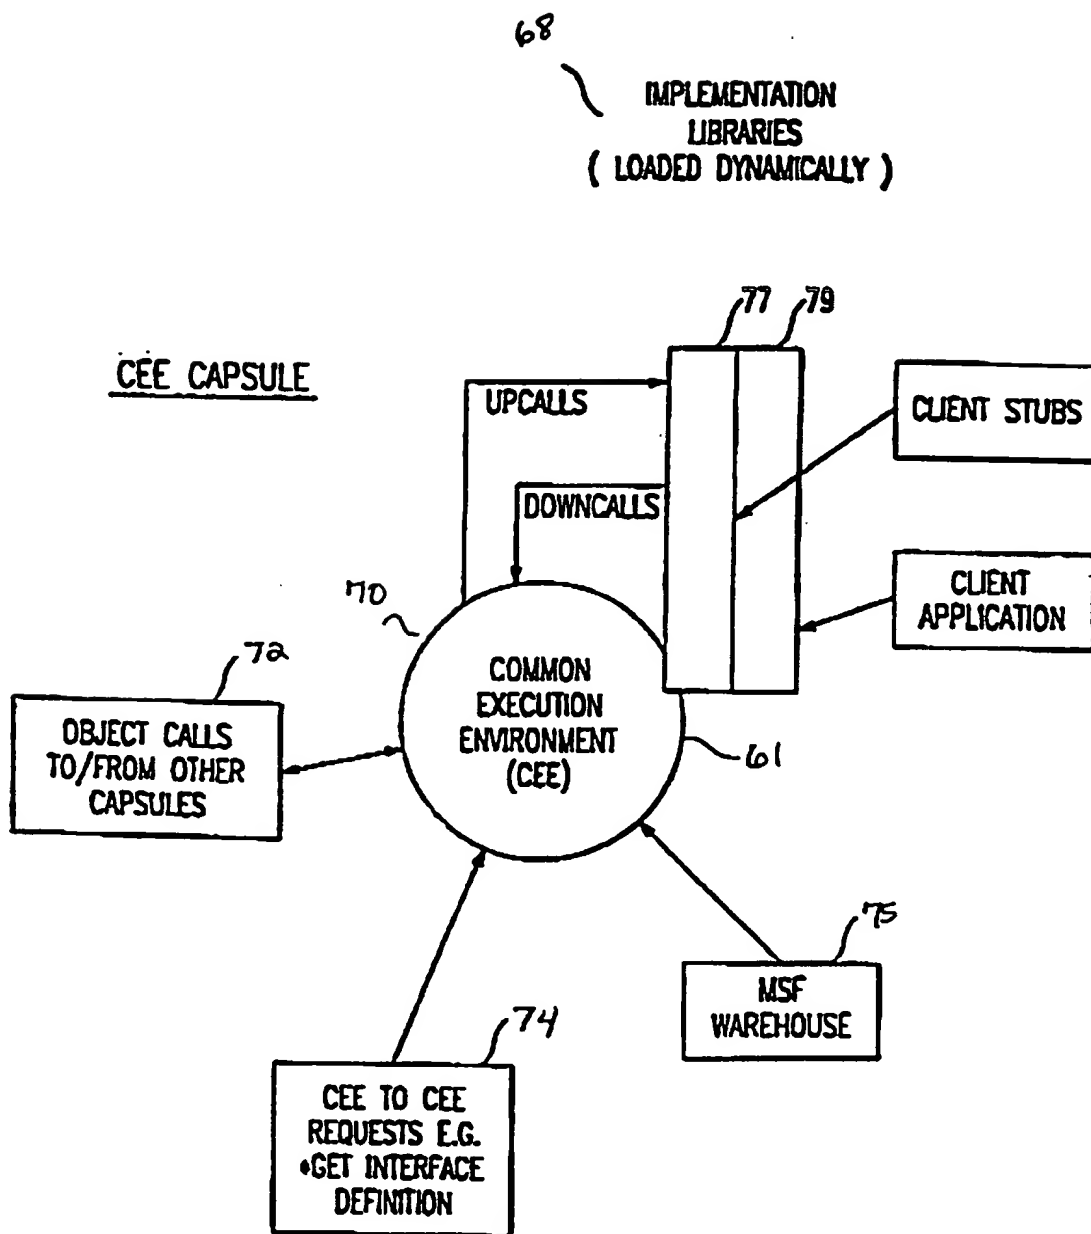 68
IMPLEMENTATION
LIBRARIES
( LOADED DYNAMICALLY )
77
79
CEE CAPSULE
UPCALLS
CLIENT STUBS
DOWNCALLS
70
CLIENT
APPLICATION
72
COMMON
EXECUTION
ENVIRONMENT
(CEE)
OBJECT CALLS
TO/FROM OTHER
CAPSULES
61
75
MSF
WAREHOUSE
74
CEE TO CEE
REQUESTS E.G.
•GET INTERFACE
DEFINITION